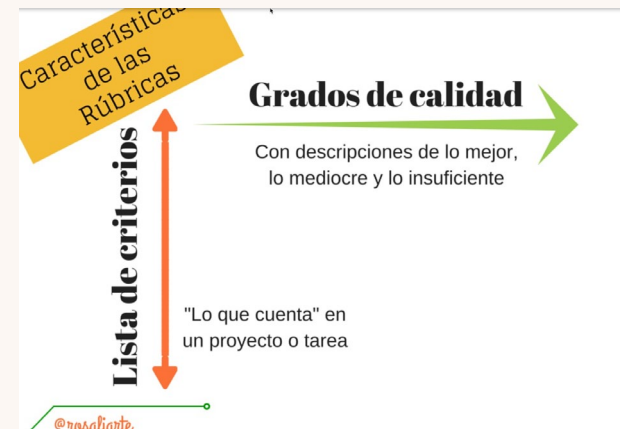 Características
de las
Rúbricas
Grados de calidad
Con descripciones de lo mejor,
lo mediocre y lo insuficiente
Lista de criterios
"Lo que cuenta" en
un proyecto o tarea
@rosaliarte